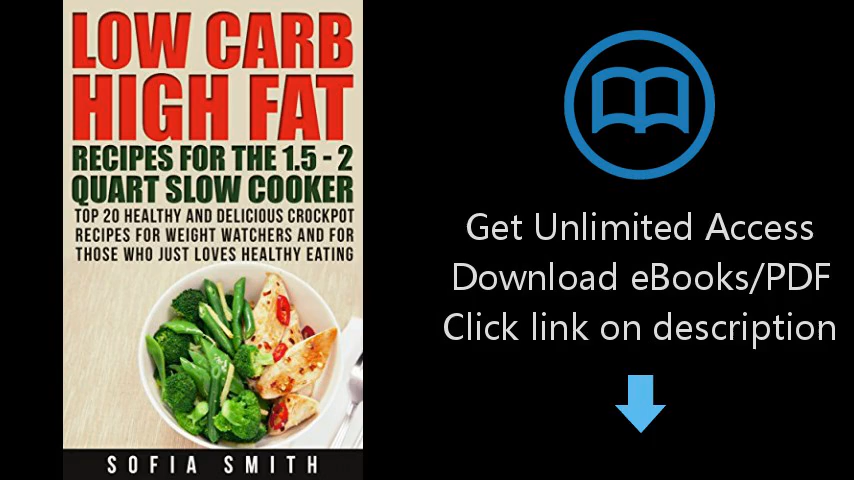 LOW CARB
HIGH FAT
RECIPES FOR THE 1.5 - 2
QUART SLOW COOKER
TOP 20 HEALTHY AND DELICIOUS CROCKPOT
RECIPES FOR WEIGHT WATCHERS AND FOR
THOSE WHO JUST LOVES HEALTHY EATING
SOFIA SMITH
Get Unlimited Access
Download eBooks/PDF
Click link on description